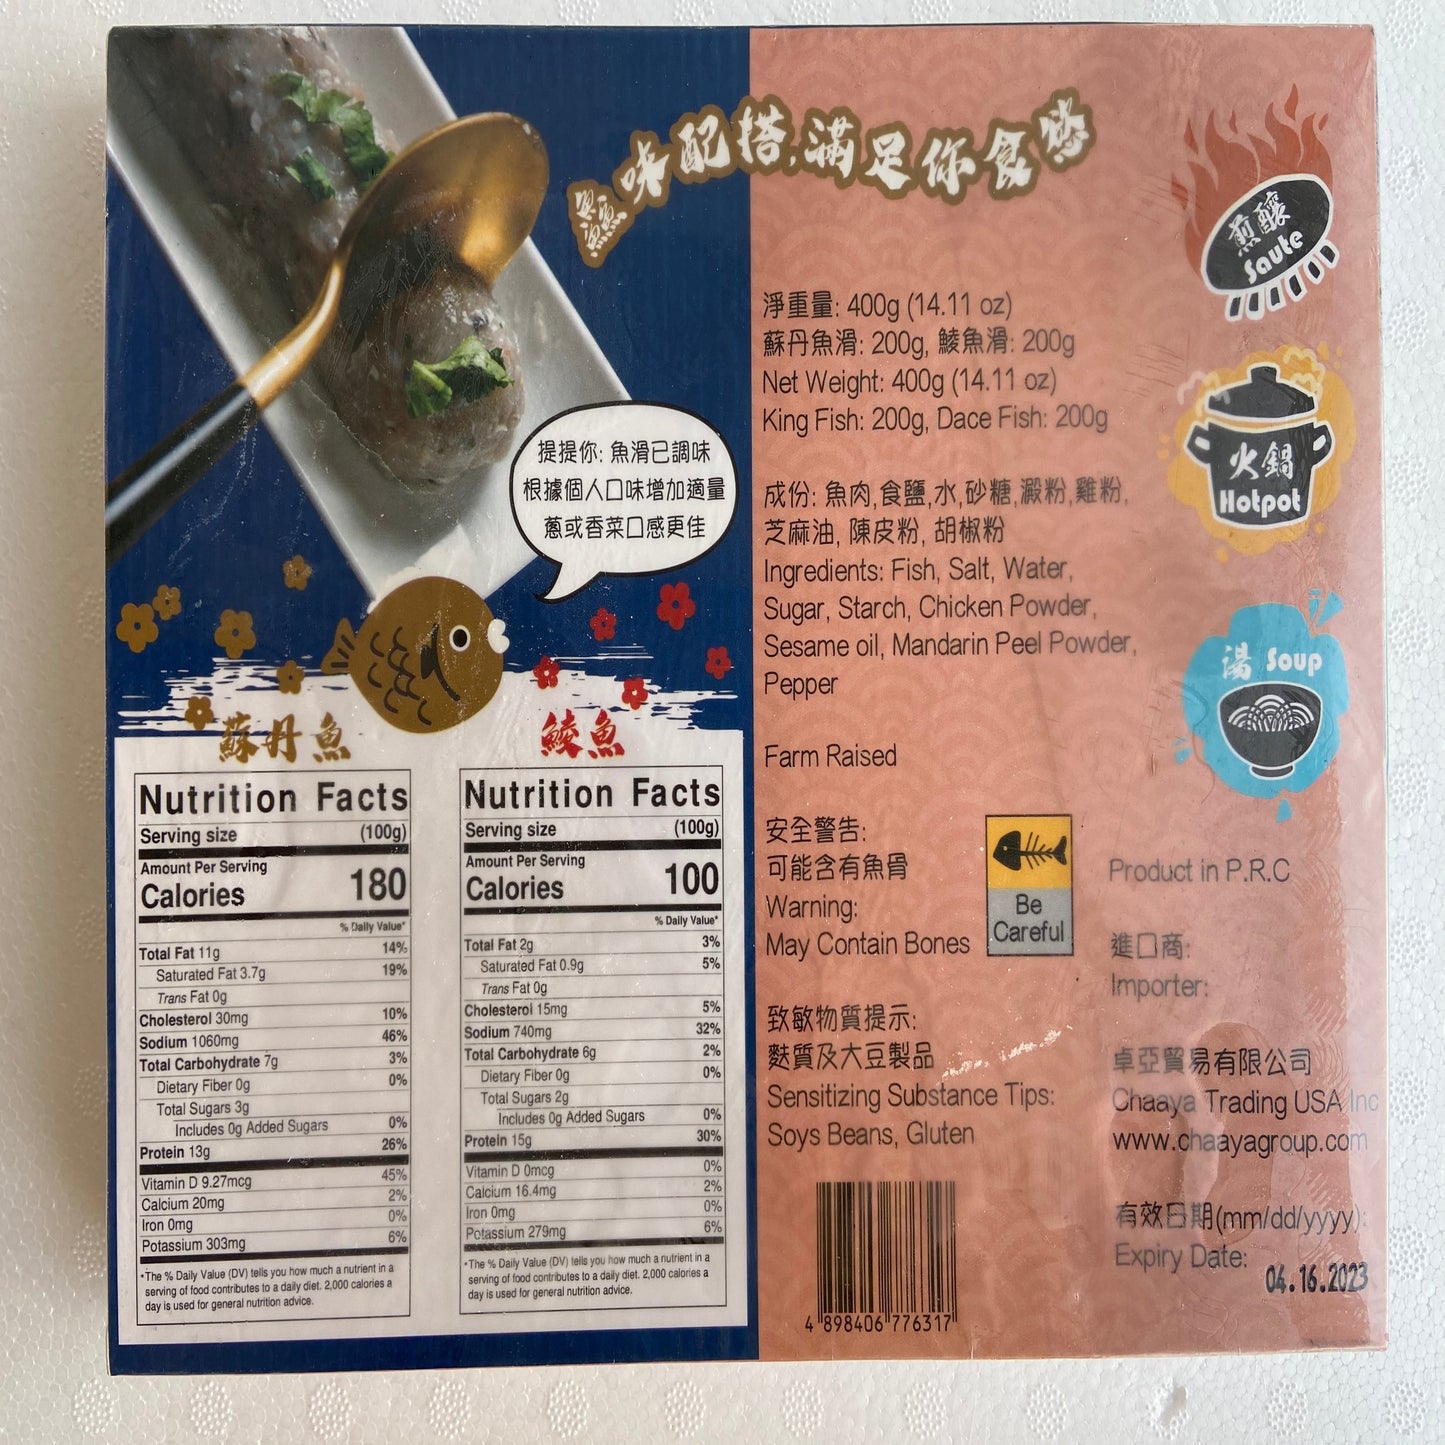 鱻味配搭,滿足你食慾
提提你: 魚滑已調味
根據個人口味增加適量
蔥或香菜口感更佳
蘇丹魚
Nutrition Facts
Serving size (100g)
Amount Per Serving
Calories 180
% Daily Value*
Total Fat 11g 14%
Saturated Fat 3.7g 19%
Trans Fat 0g
Cholesterol 30mg 10%
Sodium 1060mg 46%
Total Carbohydrate 7g 3%
Dietary Fiber 0g 0%
Total Sugars 3g
Includes 0g Added Sugars 0%
Protein 13g 26%
Vitamin D 9.27mcg 45%
Calcium 20mg 2%
Iron 0mg 0%
Potassium 303mg 6%
*The % Daily Value (DV) tells you how much a nutrient in a
serving of food contributes to a daily diet. 2,000 calories a
day is used for general nutrition advice.
鯪魚
Nutrition Facts
Serving size (100g)
Amount Per Serving
Calories 100
% Daily Value*
Total Fat 2g 3%
Saturated Fat 0.9g 5%
Trans Fat 0g
Cholesterol 15mg 5%
Sodium 740mg 32%
Total Carbohydrate 6g 2%
Dietary Fiber 0g 0%
Total Sugars 2g
Includes 0g Added Sugars 0%
Protein 15g 30%
Vitamin D 0mcg 0%
Calcium 16.4mg 2%
Iron 0mg 0%
Potassium 279mg 6%
*The % Daily Value (DV) tells you how much a nutrient in a
serving of food contributes to a daily diet. 2,000 calories a
day is used for general nutrition advice.
淨重量: 400g (14.11 oz)
蘇丹魚滑: 200g, 鯪魚滑: 200g
Net Weight: 400g (14.11 oz)
King Fish: 200g, Dace Fish: 200g
成份: 魚肉,食鹽,水,砂糖,澱粉,雞粉,
芝麻油, 陳皮粉, 胡椒粉
Ingredients: Fish, Salt, Water,
Sugar, Starch, Chicken Powder,
Sesame oil, Mandarin Peel Powder,
Pepper
Farm Raised
安全警告:
可能含有魚骨
Warning:
May Contain Bones
Be
Careful
致敏物質提示:
麩質及大豆製品
Sensitizing Substance Tips:
Soys Beans, Gluten
4 898406 776317
煎釀
Saute
火鍋
Hotpot
湯 Soup
Product in P.R.C
進口商:
Importer:
卓亞貿易有限公司
Chaaya Trading USA Inc
www.chaayagroup.com
有效日期(mm/dd/yyyy):
Expiry Date:
04.16.2023